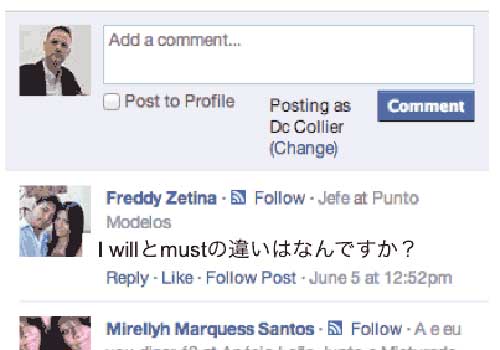 Add a comment...
Post to Profile
Posting as
Dc Collier
(Change)
Comment
Freddy Zetina · Follow · Jefe at Punto
Modelos
I willとmustの違いはなんですか？
Reply · Like · Follow Post · June 5 at 12:52pm
Mirellyh Marquess Santos · Follow · A e eu